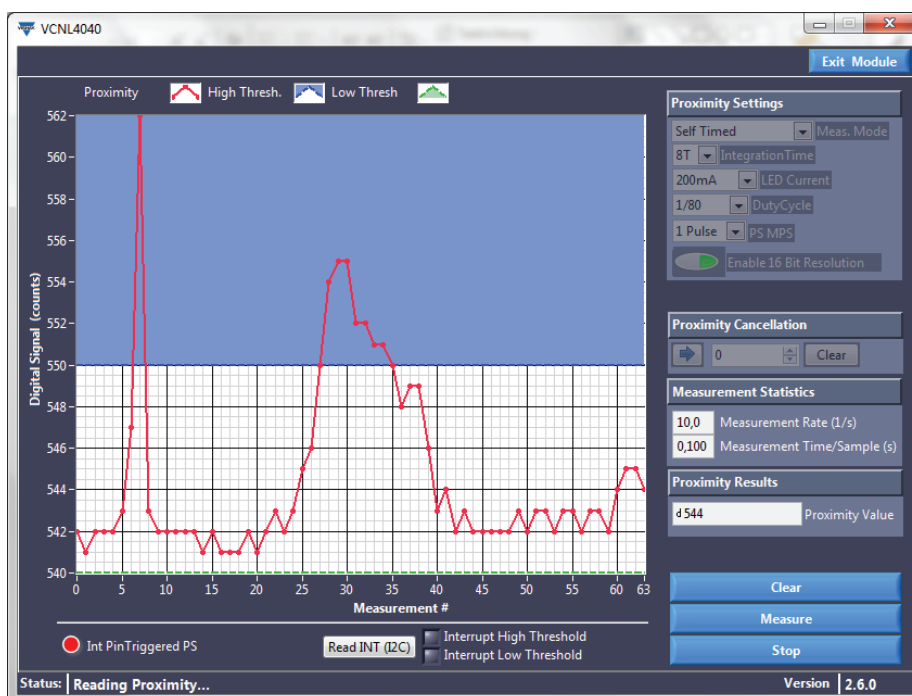 VCNL4040
Exit Module
Proximity High Thresh. Low Thresh
Digital Signal (counts)
562
560
558
556
554
552
550
548
546
544
542
540
0 5 10 15 20 25 30 35 40 45 50 55 60 63
Measurement #
Proximity Settings
Self Timed Meas. Mode
8T IntegrationTime
200mA LED Current
1/80 DutyCycle
1 Pulse PS MPS
Enable 16 Bit Resolution
Proximity Cancellation
0 Clear
Measurement Statistics
10,0 Measurement Rate (1/s)
0,100 Measurement Time/Sample (s)
Proximity Results
d 544 Proximity Value
Clear
Measure
Stop
Int PinTriggered PS
Read INT (I2C)
Interrupt High Threshold
Interrupt Low Threshold
Status: Reading Proximity...
Version 2.6.0